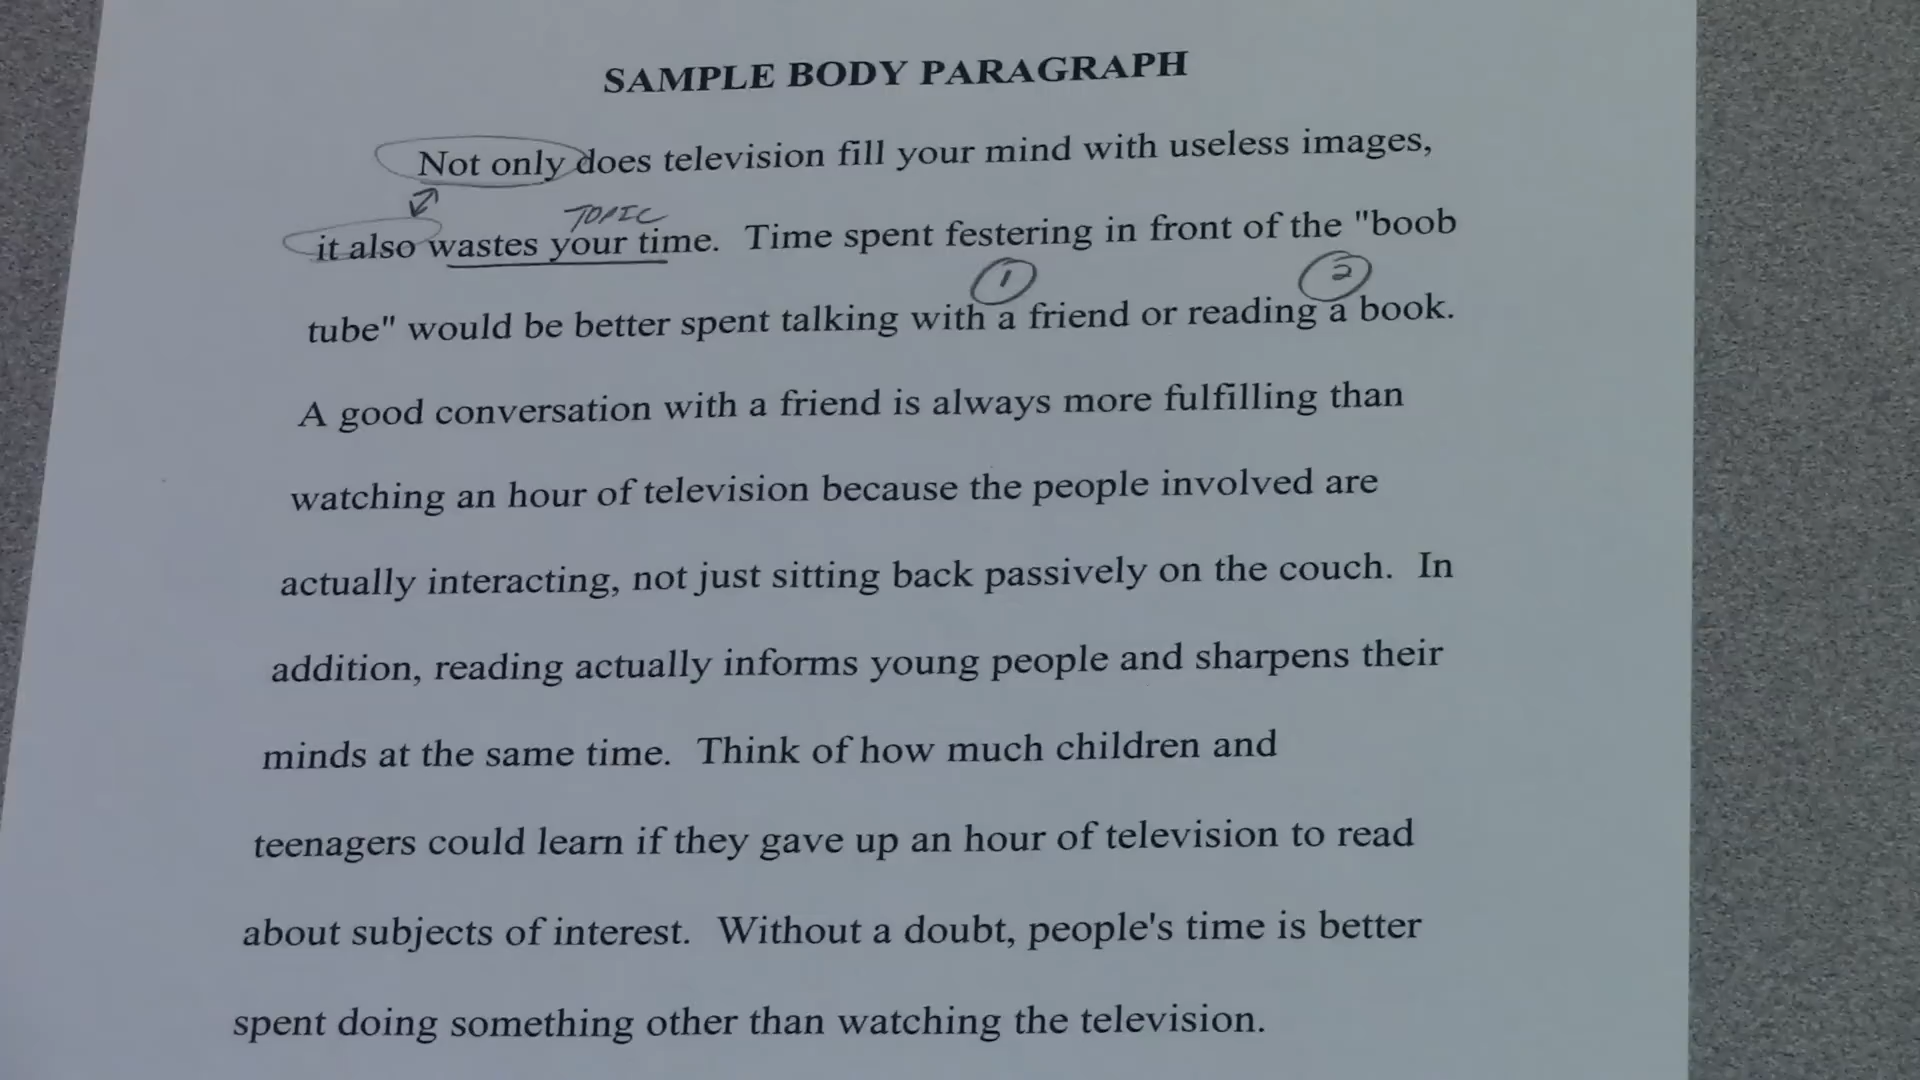 SAMPLE BODY PARAGRAPH
Not only does television fill your mind with useless images,
TOPIC
it also wastes your time. Time spent festering in front of the "boob
1 2
tube" would be better spent talking with a friend or reading a book.
A good conversation with a friend is always more fulfilling than
watching an hour of television because the people involved are
actually interacting, not just sitting back passively on the couch. In
addition, reading actually informs young people and sharpens their
minds at the same time. Think of how much children and
teenagers could learn if they gave up an hour of television to read
about subjects of interest. Without a doubt, people's time is better
spent doing something other than watching the television.